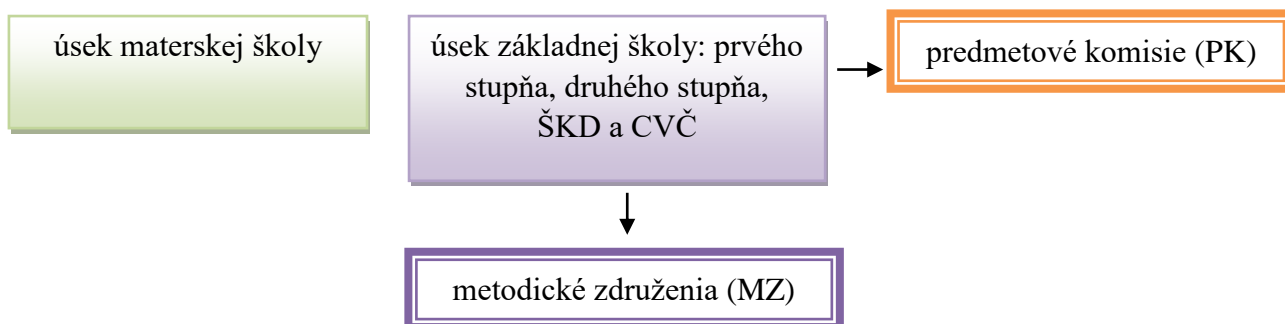 úsek materskej školy
úsek základnej školy: prvého
stupňa, druhého stupňa,
ŠKD a CVČ
predmetové komisie (PK)
metodické združenia (MZ)